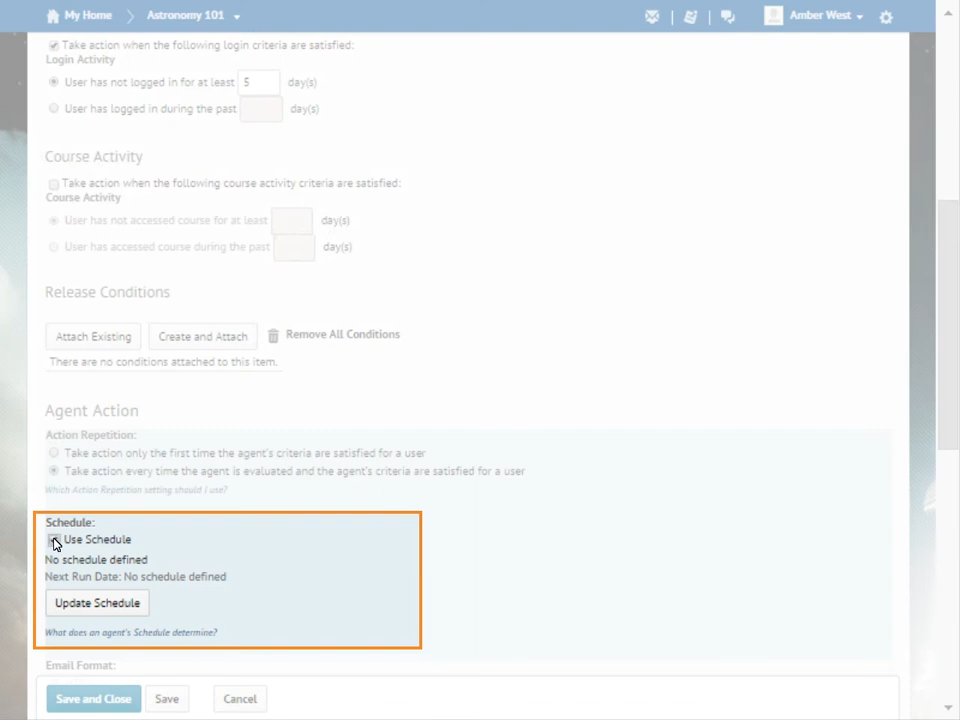 My Home
Astronomy 101
Amber West
Take action when the following login criteria are satisfied:
Login Activity
User has not logged in for at least 5 day(s)
User has logged in during the past day(s)
Course Activity
Take action when the following course activity criteria are satisfied:
Course Activity
User has not accessed course for at least day(s)
User has accessed course during the past day(s)
Release Conditions
Attach Existing Create and Attach Remove All Conditions
There are no conditions attached to this item.
Agent Action
Action Repetition:
Take action only the first time the agent's criteria are satisfied for a user
Take action every time the agent is evaluated and the agent's criteria are satisfied for a user
Which Action Repetition setting should I use?
Schedule:
Use Schedule
No schedule defined
Next Run Date: No schedule defined
Update Schedule
What does an agent's Schedule determine?
Email Format:
Save and Close Save Cancel